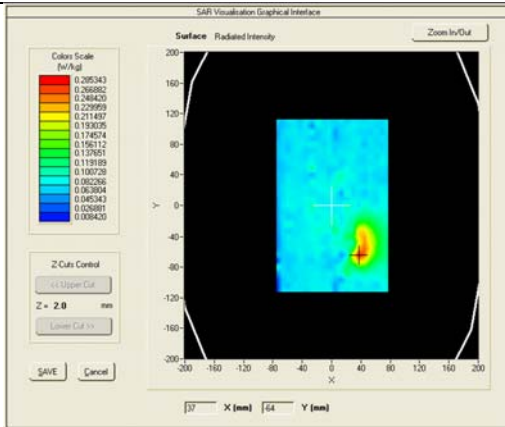 SAR Visualisation Graphical Interface
Surface Radiated Intensity
Zoom In/Out
Colors Scale
(W/kg)
0.285343
0.266882
0.248420
0.229959
0.211497
0.193035
0.174574
0.156112
0.137651
0.119189
0.100728
0.082266
0.063804
0.045343
0.026881
0.008420
Z-Cuts Control
<< Upper Cut
Z = 2.0 mm
Lower Cut >>
SAVE Cancel
Y
200
160
120
80
40
0
-40
-80
-120
-160
-200
-200 -160 -120 -80 -40 0 40 80 120 160 200
X
37 X (mm) -64 Y (mm)